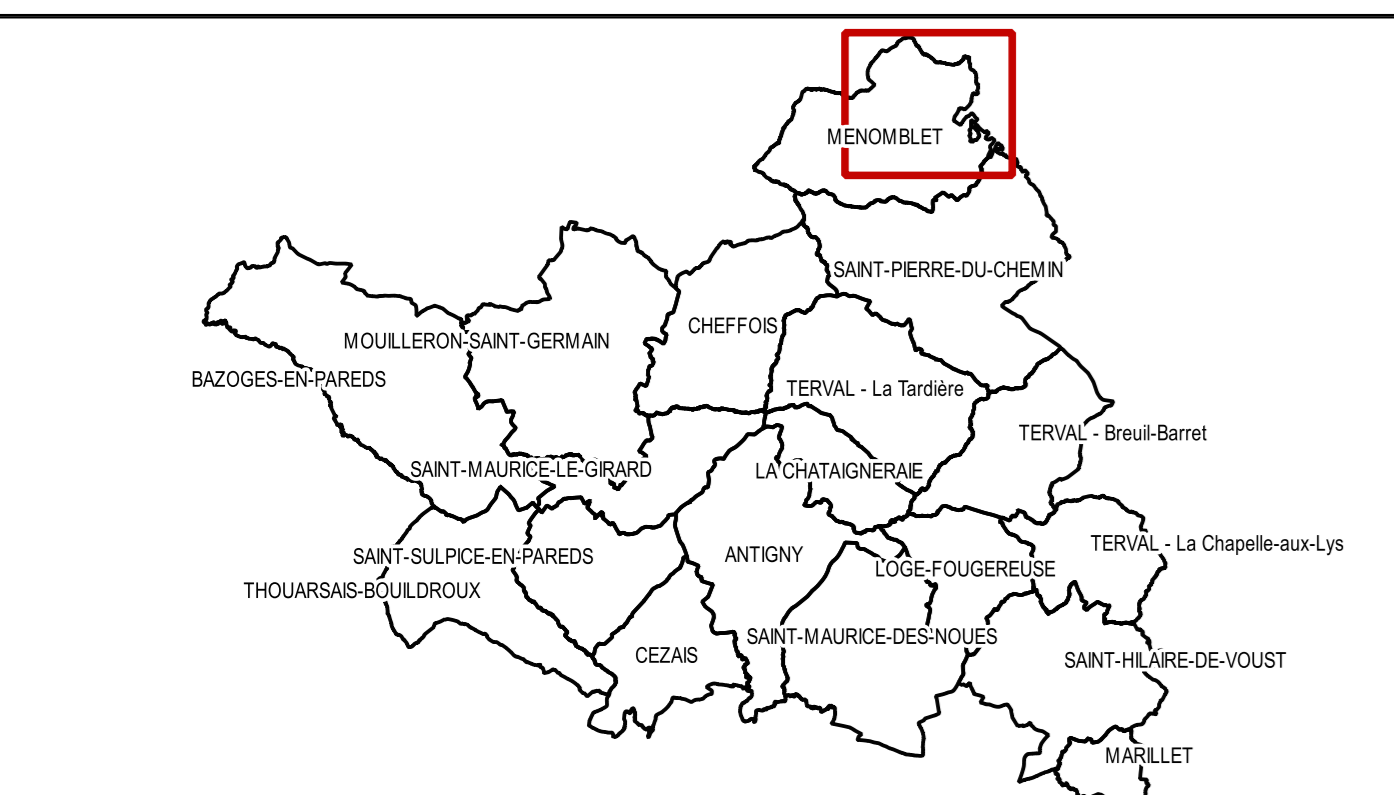 MENOMBLET
SAINT-PIERRE-DU-CHEMIN
CHEFFOIS
MOUILLERON-SAINT-GERMAIN
BAZOGES-EN-PAREDS
TERVAL - La Tardière
TERVAL - Breuil-Barret
SAINT-MAURICE-LE-GIRARD
LA CHATAIGNERAIE
TERVAL - La Chapelle-aux-Lys
SAINT-SULPICE-EN-PAREDS
ANTIGNY
LOGE-FOUGEREUSE
THOUARSAIS-BOUILDROUX
SAINT-MAURICE-DES-NOUES
CEZAIS
SAINT-HILAIRE-DE-VOUST
MARILLET